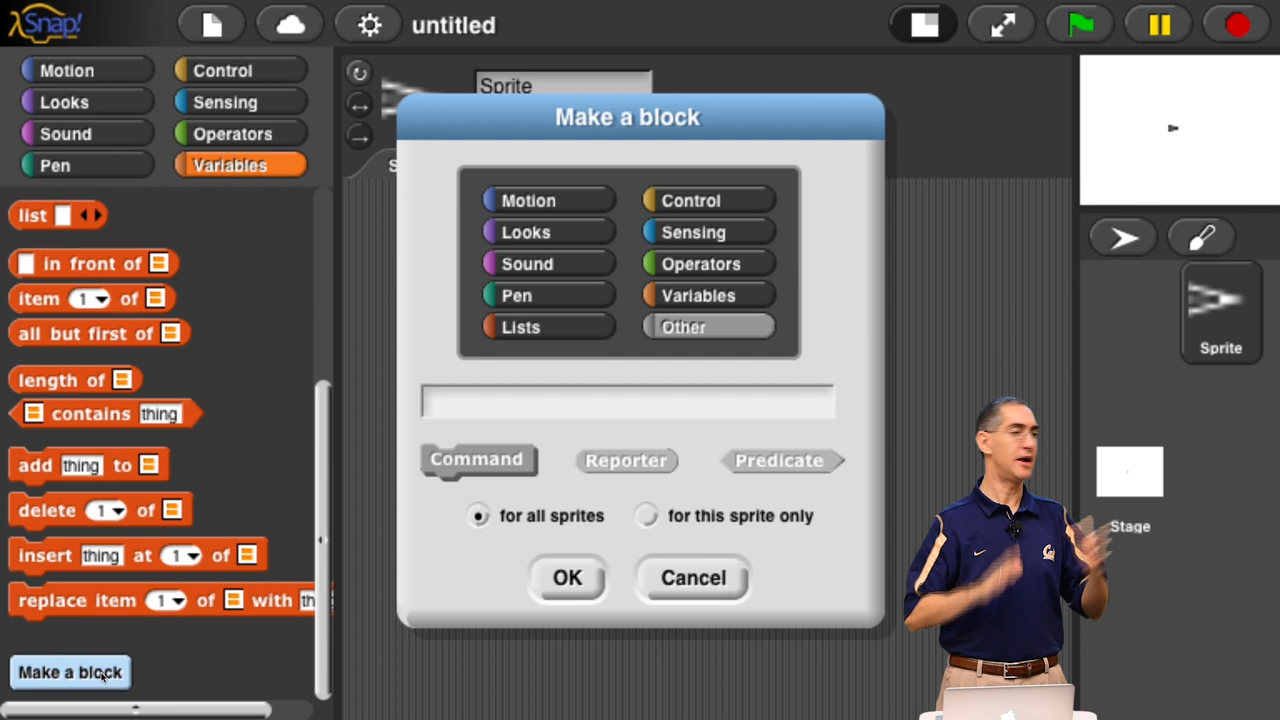 λSnap!
untitled
Motion
Control
Looks
Sensing
Sound
Operators
Pen
Variables
list
in front of
item 1 of
all but first of
length of
contains thing
add thing to
delete 1 of
insert thing at 1 of
replace item 1 of with th
Make a block
Sprite
S
Make a block
Motion
Control
Looks
Sensing
Sound
Operators
Pen
Variables
Lists
Other
Command
Reporter
Predicate
for all sprites
for this sprite only
OK
Cancel
Sprite
Stage
Cal